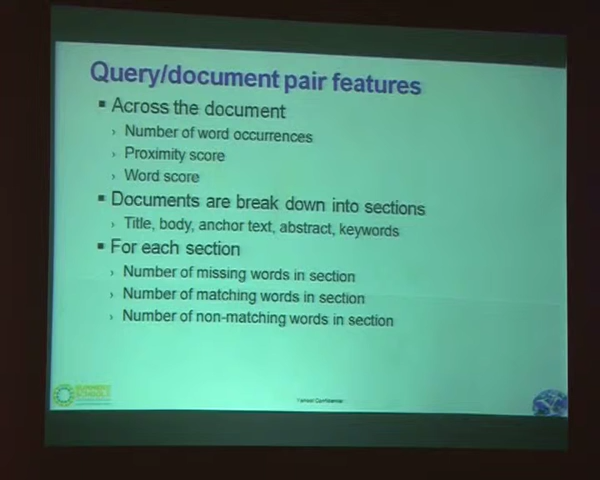 Query/document pair features
▪ Across the document
› Number of word occurrences
› Proximity score
› Word score
▪ Documents are break down into sections
› Title, body, anchor text, abstract, keywords
▪ For each section
› Number of missing words in section
› Number of matching words in section
› Number of non-matching words in section
Confidential